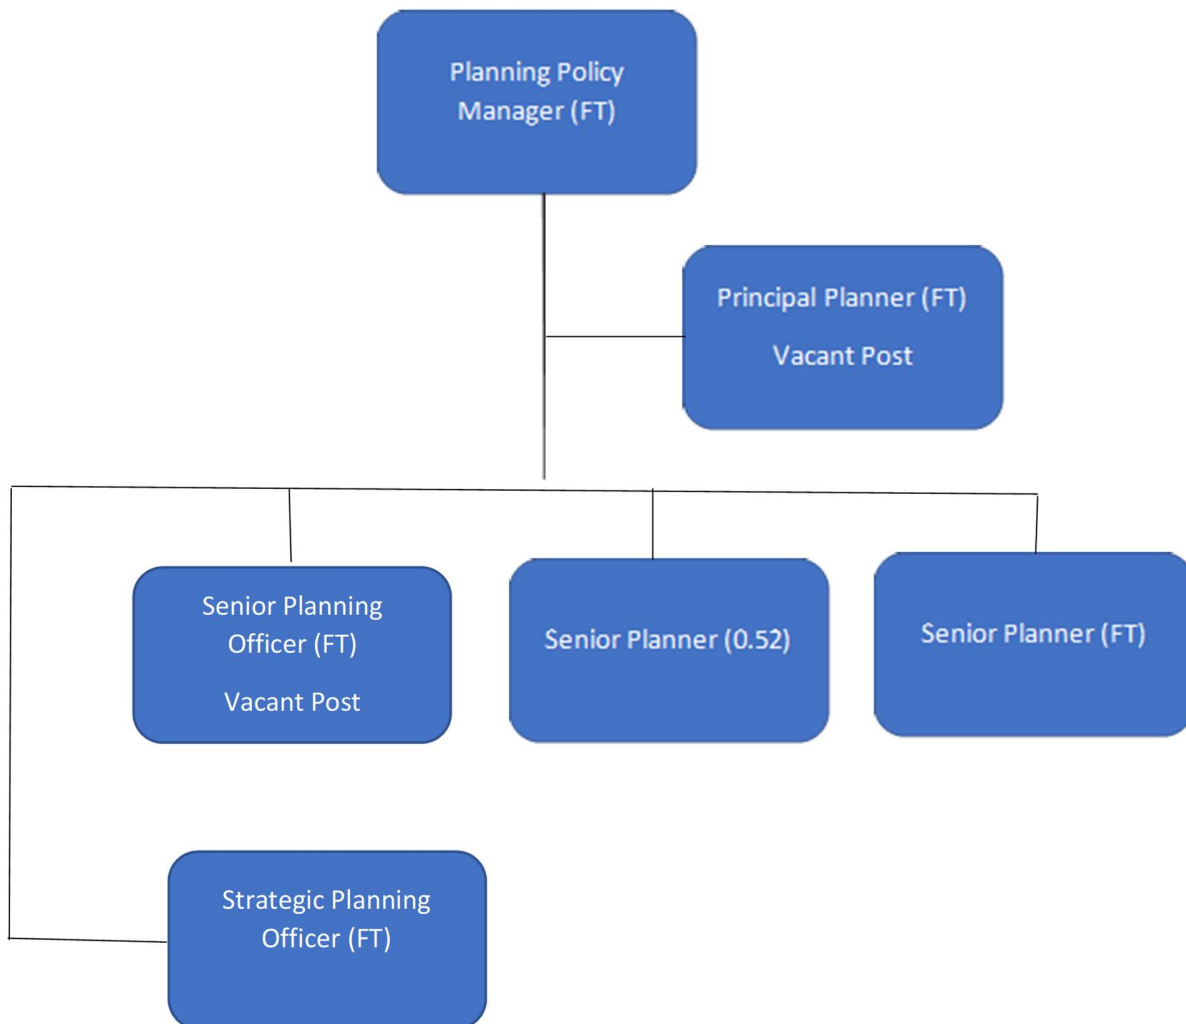 Planning Policy
Manager (FT)
Principal Planner (FT)
Vacant Post
Senior Planning
Officer (FT)
Vacant Post
Senior Planner (0.52)
Senior Planner (FT)
Strategic Planning
Officer (FT)